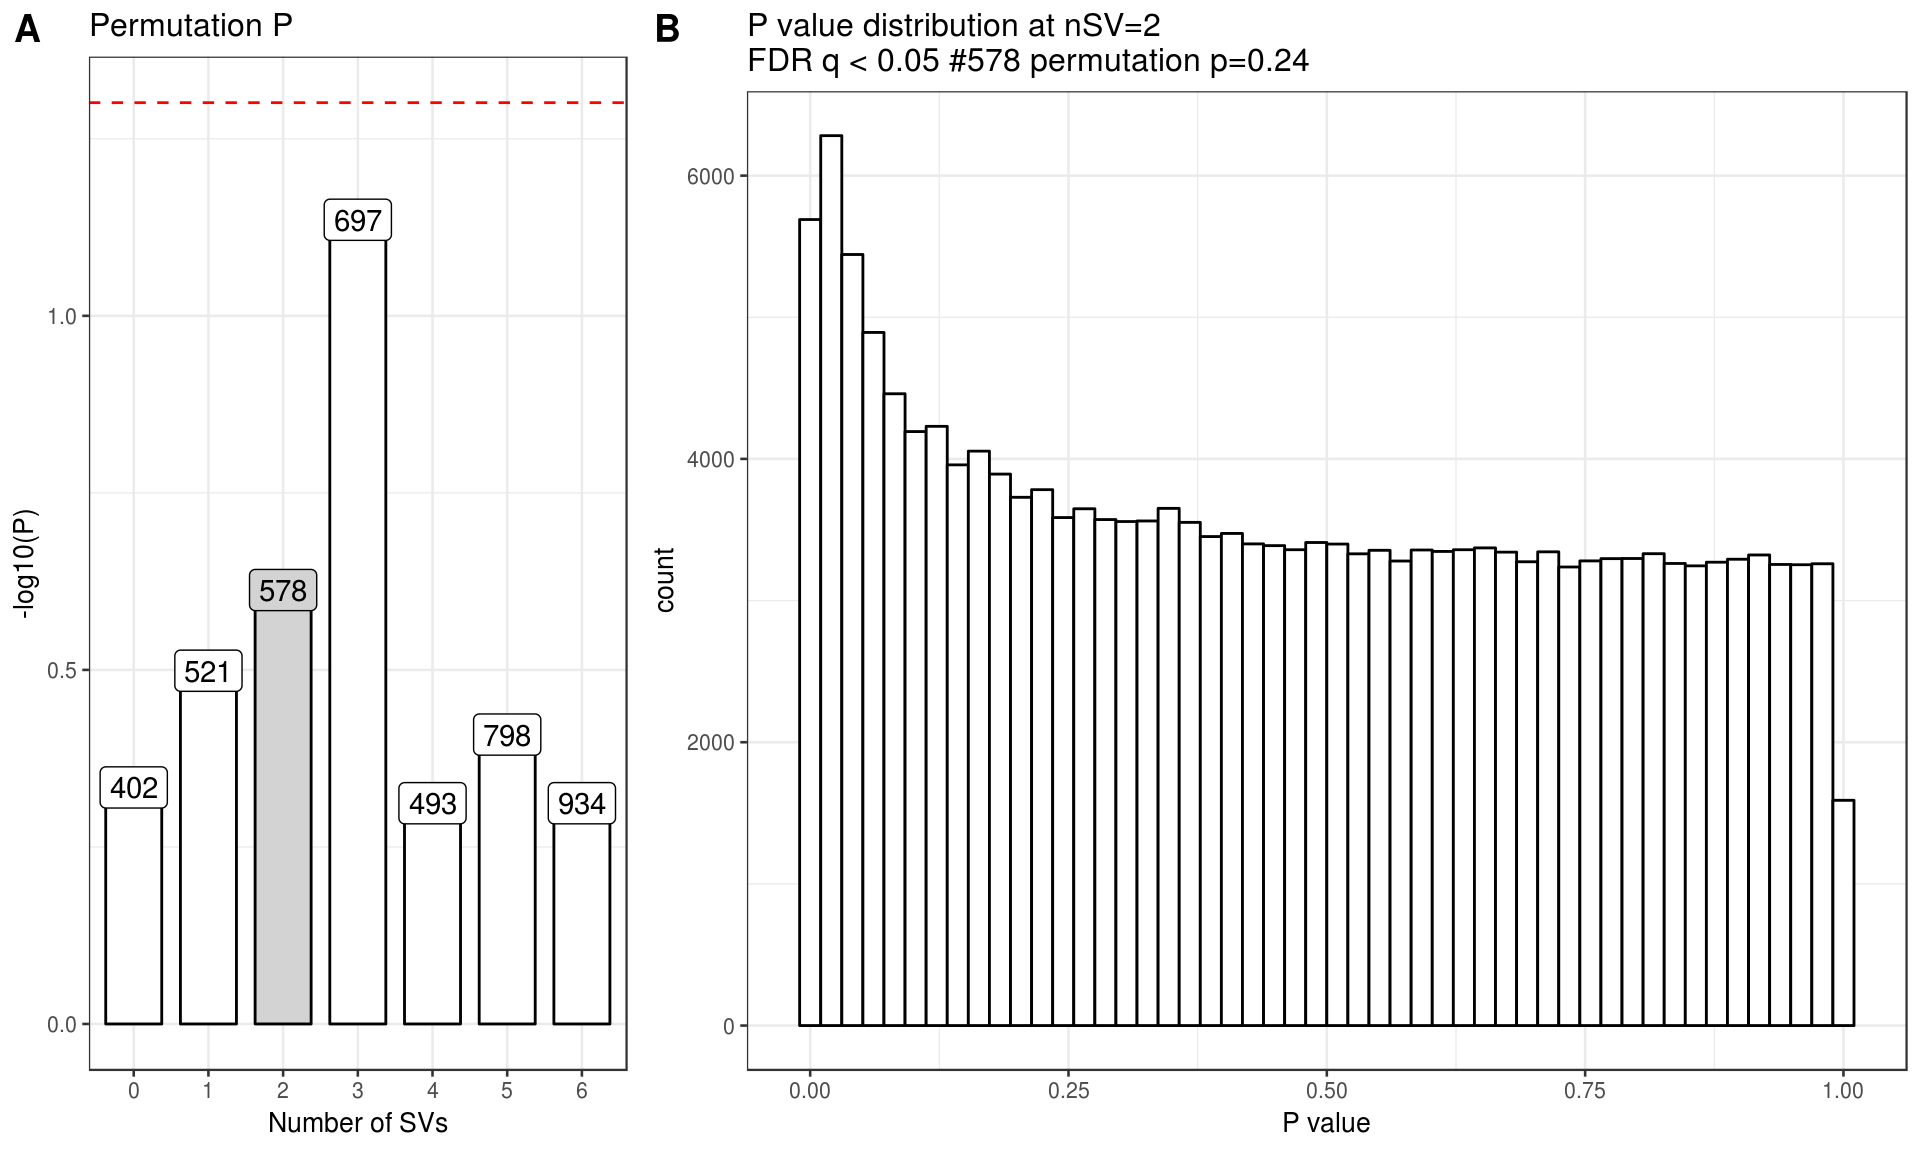 A
Permutation P
-log10(P)
1.0
0.5
0.0
697
578
521
798
402
493
934
0
1
2
3
4
5
6
Number of SVs
B
P value distribution at nSV=2
FDR q < 0.05 #578 permutation p=0.24
count
6000
4000
2000
0
0.00
0.25
0.50
0.75
1.00
P value